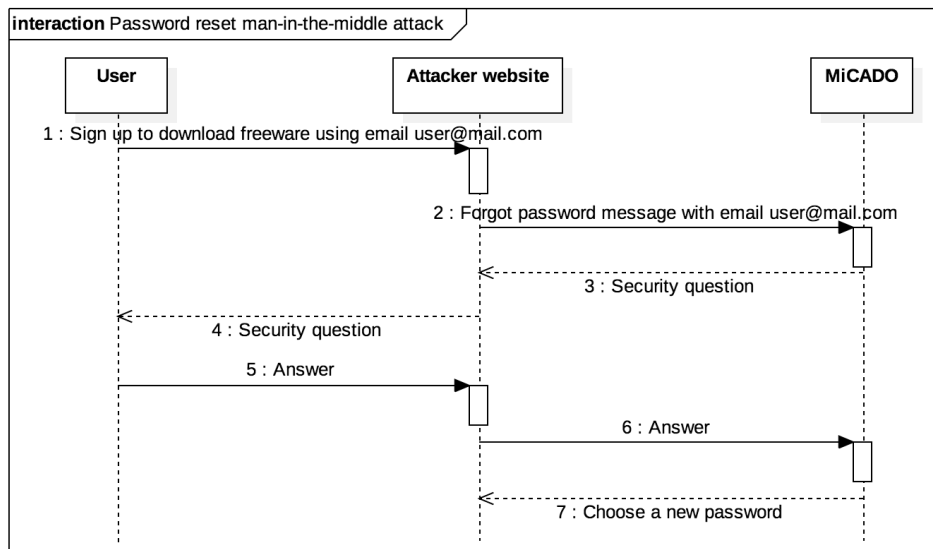 interaction Password reset man-in-the-middle attack
User
Attacker website
MiCADO
1 : Sign up to download freeware using email user@mail.com
2 : Forgot password message with email user@mail.com
3 : Security question
4 : Security question
5 : Answer
6 : Answer
7 : Choose a new password